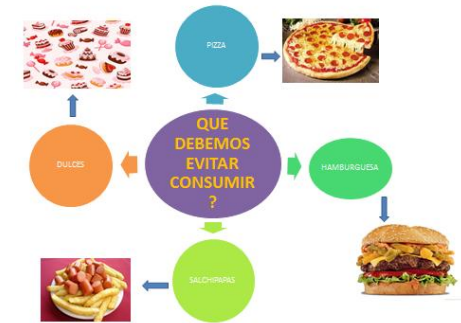 PIZZA
QUE
DEBEMOS
EVITAR
CONSUMIR
?
DULCES
HAMBURGUESA
SALCHIPAPAS